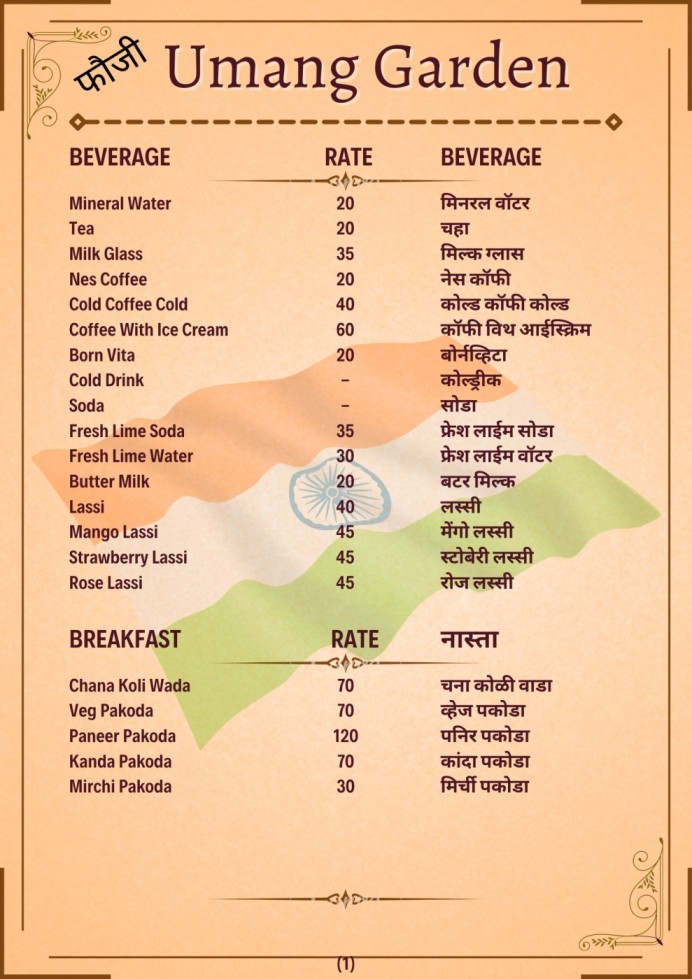 फौजी Umang Garden
BEVERAGE RATE BEVERAGE
Mineral Water 20 मिनरल वॉटर
Tea 20 चहा
Milk Glass 35 मिल्क ग्लास
Nes Coffee 20 नेस कॉफी
Cold Coffee Cold 40 कोल्ड कॉफी कोल्ड
Coffee With Ice Cream 60 कॉफी विथ आईस्क्रिम
Born Vita 20 बोर्नव्हिटा
Cold Drink – कोल्ड्रीक
Soda – सोडा
Fresh Lime Soda 35 फ्रेश लाईम सोडा
Fresh Lime Water 30 फ्रेश लाईम वॉटर
Butter Milk 20 बटर मिल्क
Lassi 40 लस्सी
Mango Lassi 45 मेंगो लस्सी
Strawberry Lassi 45 स्टोबेरी लस्सी
Rose Lassi 45 रोज लस्सी
BREAKFAST RATE नास्ता
Chana Koli Wada 70 चना कोळी वाडा
Veg Pakoda 70 व्हेज पकोडा
Paneer Pakoda 120 पनिर पकोडा
Kanda Pakoda 70 कांदा पकोडा
Mirchi Pakoda 30 मिर्ची पकोडा
(1)